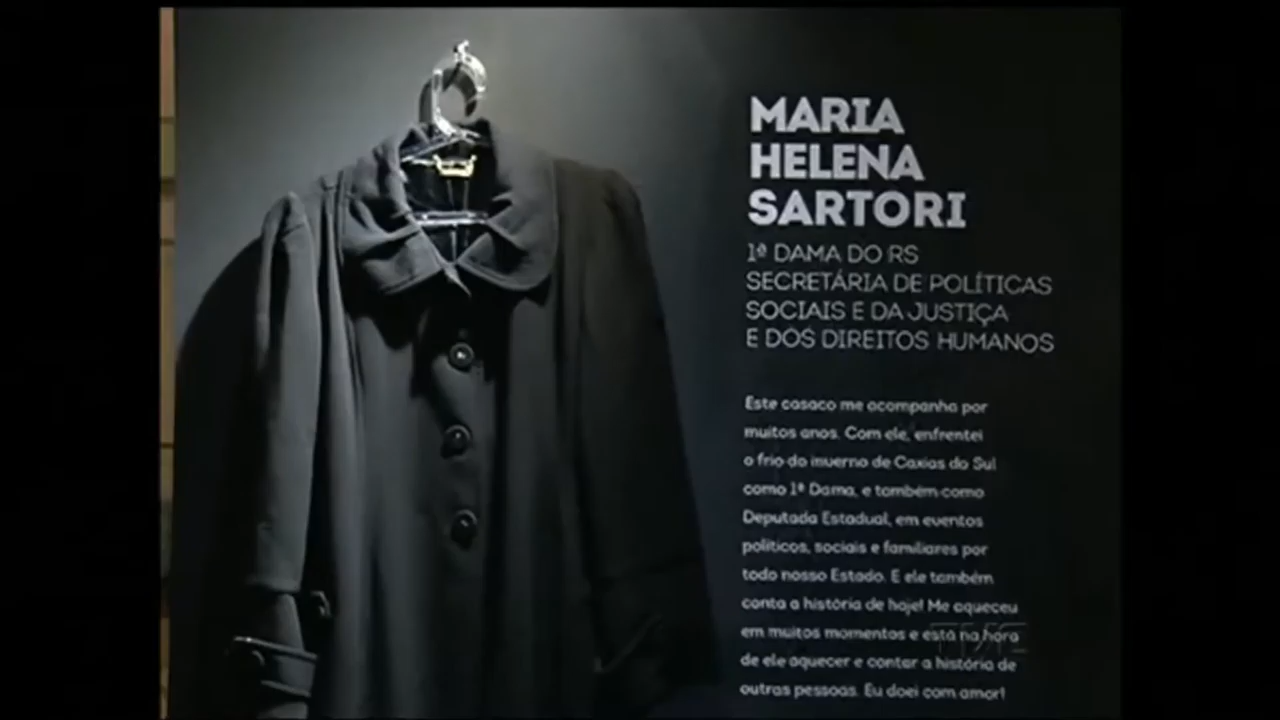 MARIA
HELENA
SARTORI
1ª DAMA DO RS
SECRETÁRIA DE POLÍTICAS
SOCIAIS E DA JUSTIÇA
E DOS DIREITOS HUMANOS
Este casaco me acompanha por
muitos anos. Com ele, enfrentei
o frio do inverno de Caxias do Sul
como 1ª Dama, e também como
Deputada Estadual, em eventos
políticos, sociais e familiares por
todo nosso Estado. E ele também
conta a história de hoje! Me aqueceu
em muitos momentos e está na hora
de ele aquecer e contar a história de
outras pessoas. Eu doei com amor!
TVE